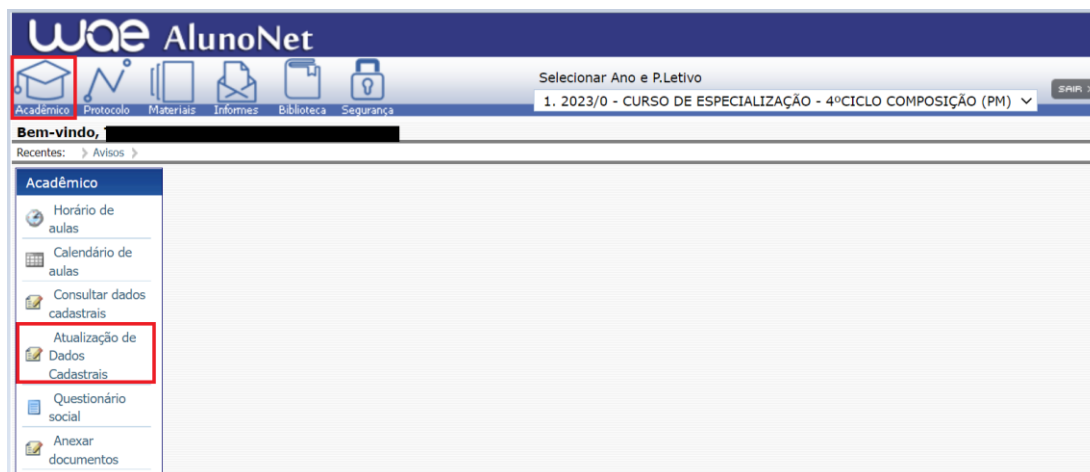 wae AlunoNet
Selecionar Ano e P.Letivo
1. 2023/0 - CURSO DE ESPECIALIZAÇÃO - 4ºCICLO COMPOSIÇÃO (PM)
SAIR
Acadêmico Protocolo Materiais Informes Biblioteca Segurança
Bem-vindo,
Recentes: > Avisos >
Acadêmico
Horário de
aulas
Calendário de
aulas
Consultar dados
cadastrais
Atualização de
Dados
Cadastrais
Questionário
social
Anexar
documentos